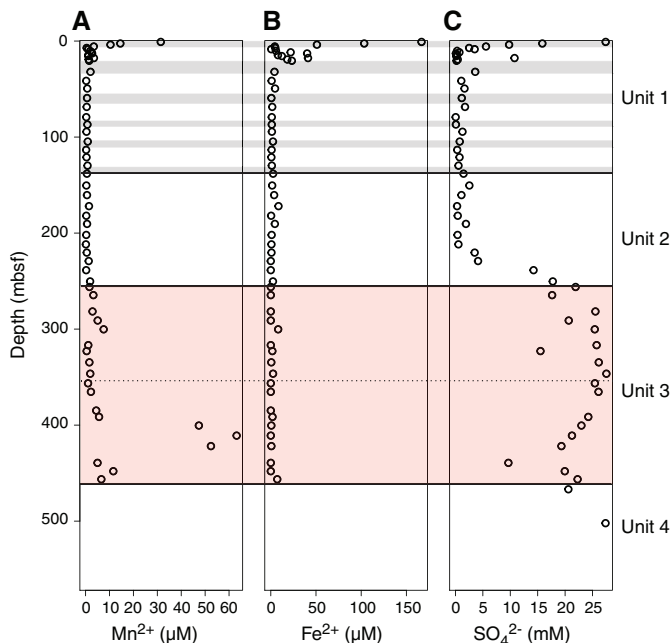 A B C
0
100
200
300
400
500
Depth (mbsf)
Unit 1
Unit 2
Unit 3
Unit 4
0 10 20 30 40 50 60
Mn²⁺ (µM)
0 50 100 150
Fe²⁺ (µM)
0 5 10 15 20 25
SO₄²⁻ (mM)